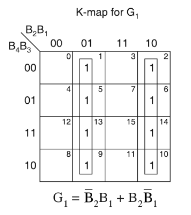 K-map for G₁
B₂B₁
B₄B₃ 00 01 11 10
00 0 1 1 3 2 1
01 4 5 1 7 6 1
11 12 13 1 15 14 1
10 8 9 1 11 10 1
G₁ = B̅₂B₁ + B₂B̅₁